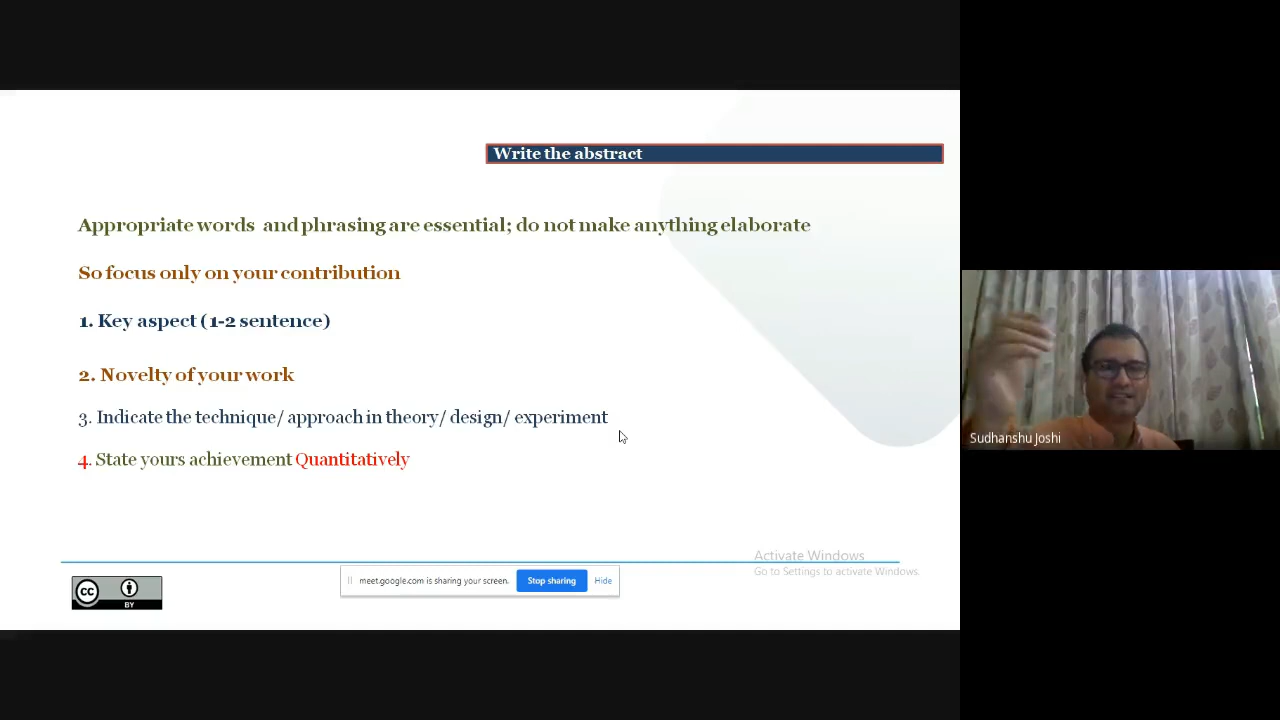 Write the abstract
Appropriate words and phrasing are essential; do not make anything elaborate
So focus only on your contribution
1. Key aspect (1-2 sentence)
2. Novelty of your work
3. Indicate the technique/ approach in theory/ design/ experiment
4. State yours achievement Quantitatively
Activate Windows
Go to Settings to activate Windows.
meet.google.com is sharing your screen. Stop sharing Hide
cc BY
Sudhanshu Joshi